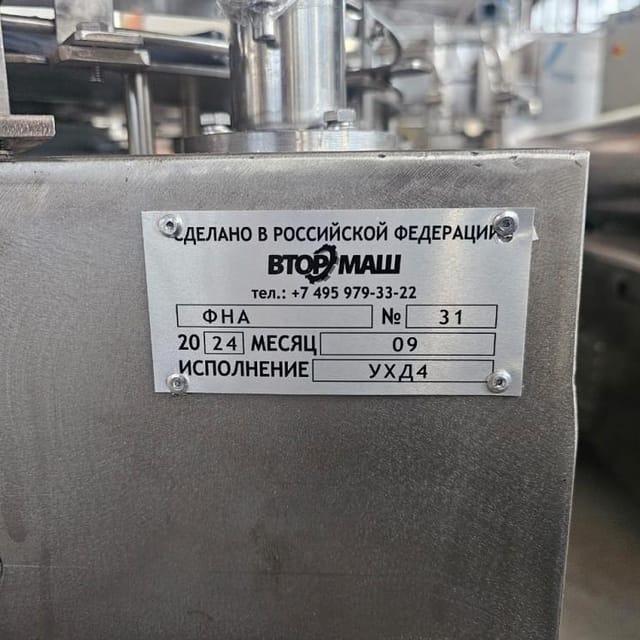 СДЕЛАНО В РОССИЙСКОЙ ФЕДЕРАЦИИ
ВТОРМАШ
тел.: +7 495 979-33-22
ФНА № 31
20 24 МЕСЯЦ 09
ИСПОЛНЕНИЕ УХД4